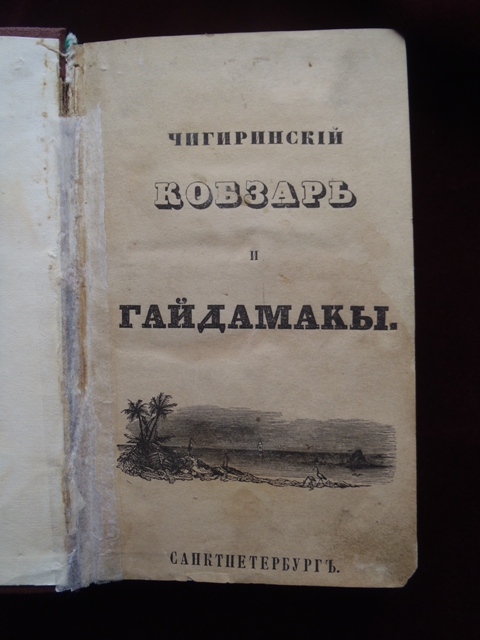 ЧИГИРИНСКІЙ
КОБЗАРЬ
И
ГАЙДАМАКЫ.
САНКТПЕТЕРБУРГЪ.